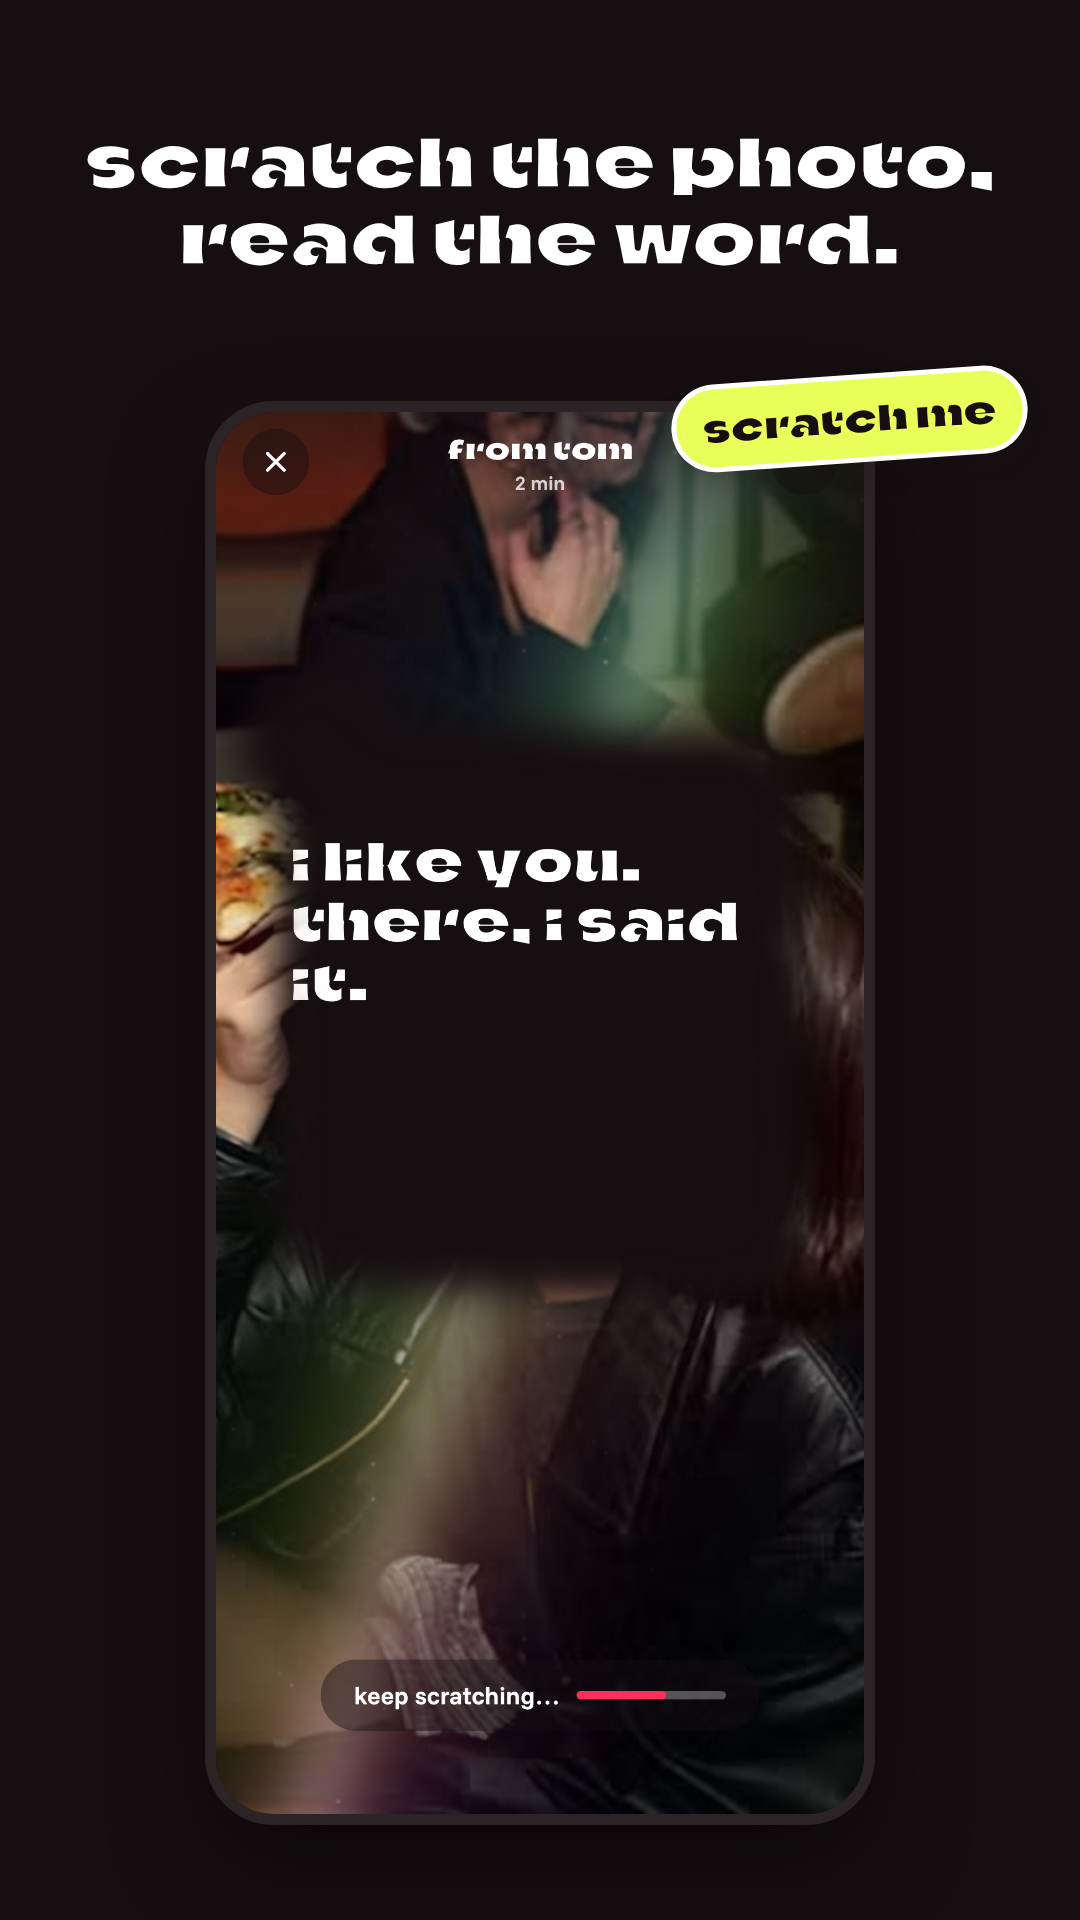 scratch the photo,
read the word.
scratch me
from tom
2 min
i like you.
there, i said
it.
keep scratching...